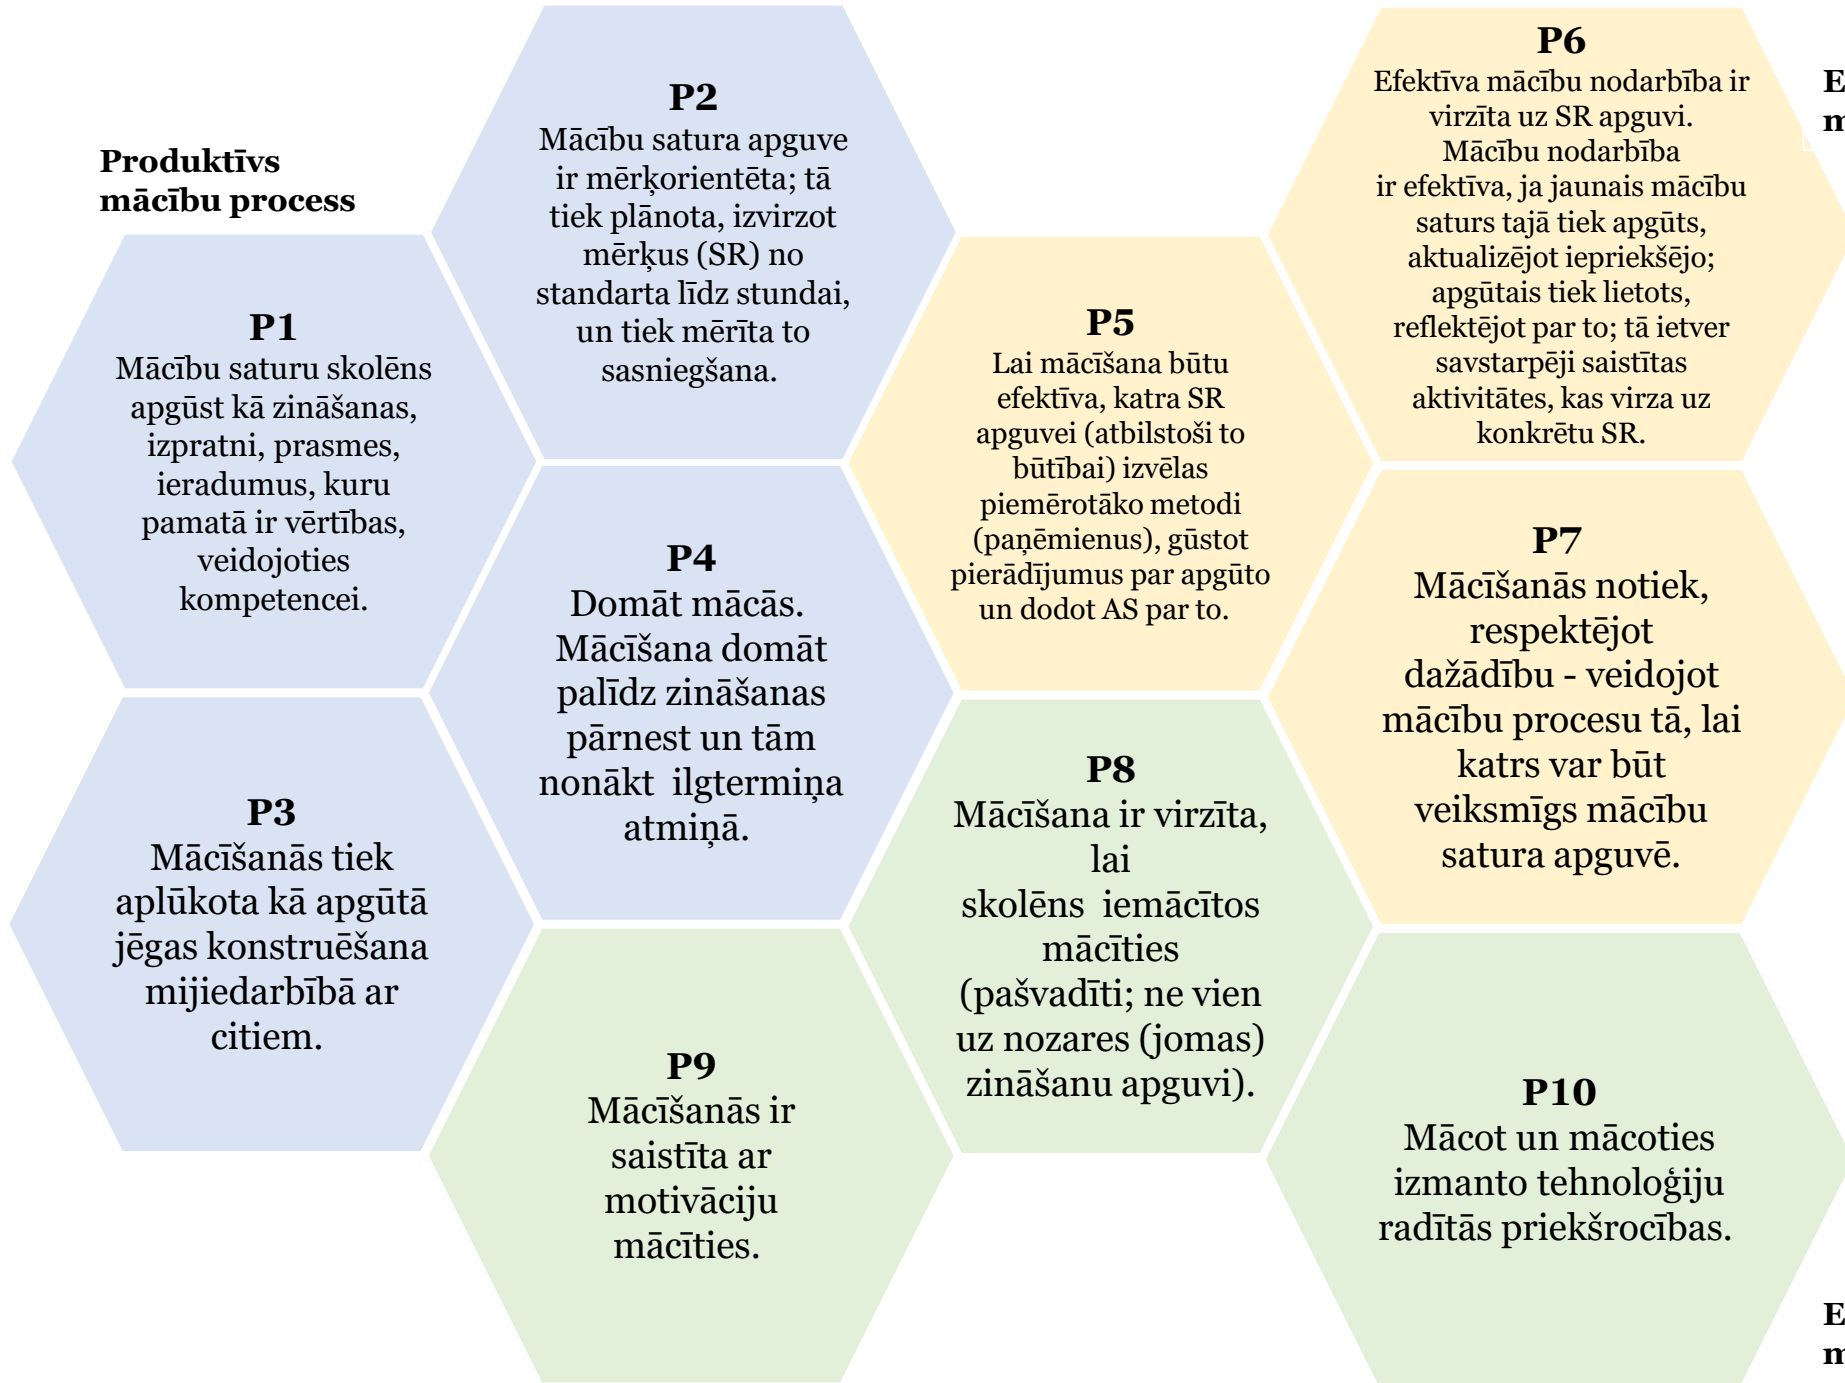 Produktīvs
mācību process
P1
Mācību saturu skolēns
apgūst kā zināšanas,
izpratni, prasmes,
ieradumus, kuru
pamatā ir vērtības,
veidojoties
kompetencei.
P2
Mācību satura apguve
ir mērķorientēta; tā
tiek plānota, izvirzot
mērķus (SR) no
standarta līdz stundai,
un tiek mērīta to
sasniegšana.
P3
Mācīšanās tiek
aplūkota kā apgūtā
jēgas konstruēšana
mijiedarbībā ar
citiem.
P4
Domāt mācās.
Mācīšana domāt
palīdz zināšanas
pārnest un tām
nonākt ilgtermiņa
atmiņā.
P5
Lai mācīšana būtu
efektīva, katra SR
apguvei (atbilstoši to
būtībai) izvēlas
piemērotāko metodi
(paņēmienus), gūstot
pierādījumus par apgūto
un dodot AS par to.
P6
Efektīva mācību nodarbība ir
virzīta uz SR apguvi.
Mācību nodarbība
ir efektīva, ja jaunais mācību
saturs tajā tiek apgūts,
aktualizējot iepriekšējo;
apgūtais tiek lietots,
reflektējot par to; tā ietver
savstarpēji saistītas
aktivitātes, kas virza uz
konkrētu SR.
P7
Mācīšanās notiek,
respektējot
dažādību - veidojot
mācību procesu tā, lai
katrs var būt
veiksmīgs mācību
satura apguvē.
P8
Mācīšana ir virzīta,
lai
skolēns iemācītos
mācīties
(pašvadīti; ne vien
uz nozares (jomas)
zināšanu apguvi).
P9
Mācīšanās ir
saistīta ar
motivāciju
mācīties.
P10
Mācot un mācoties
izmanto tehnoloģiju
radītās priekšrocības.